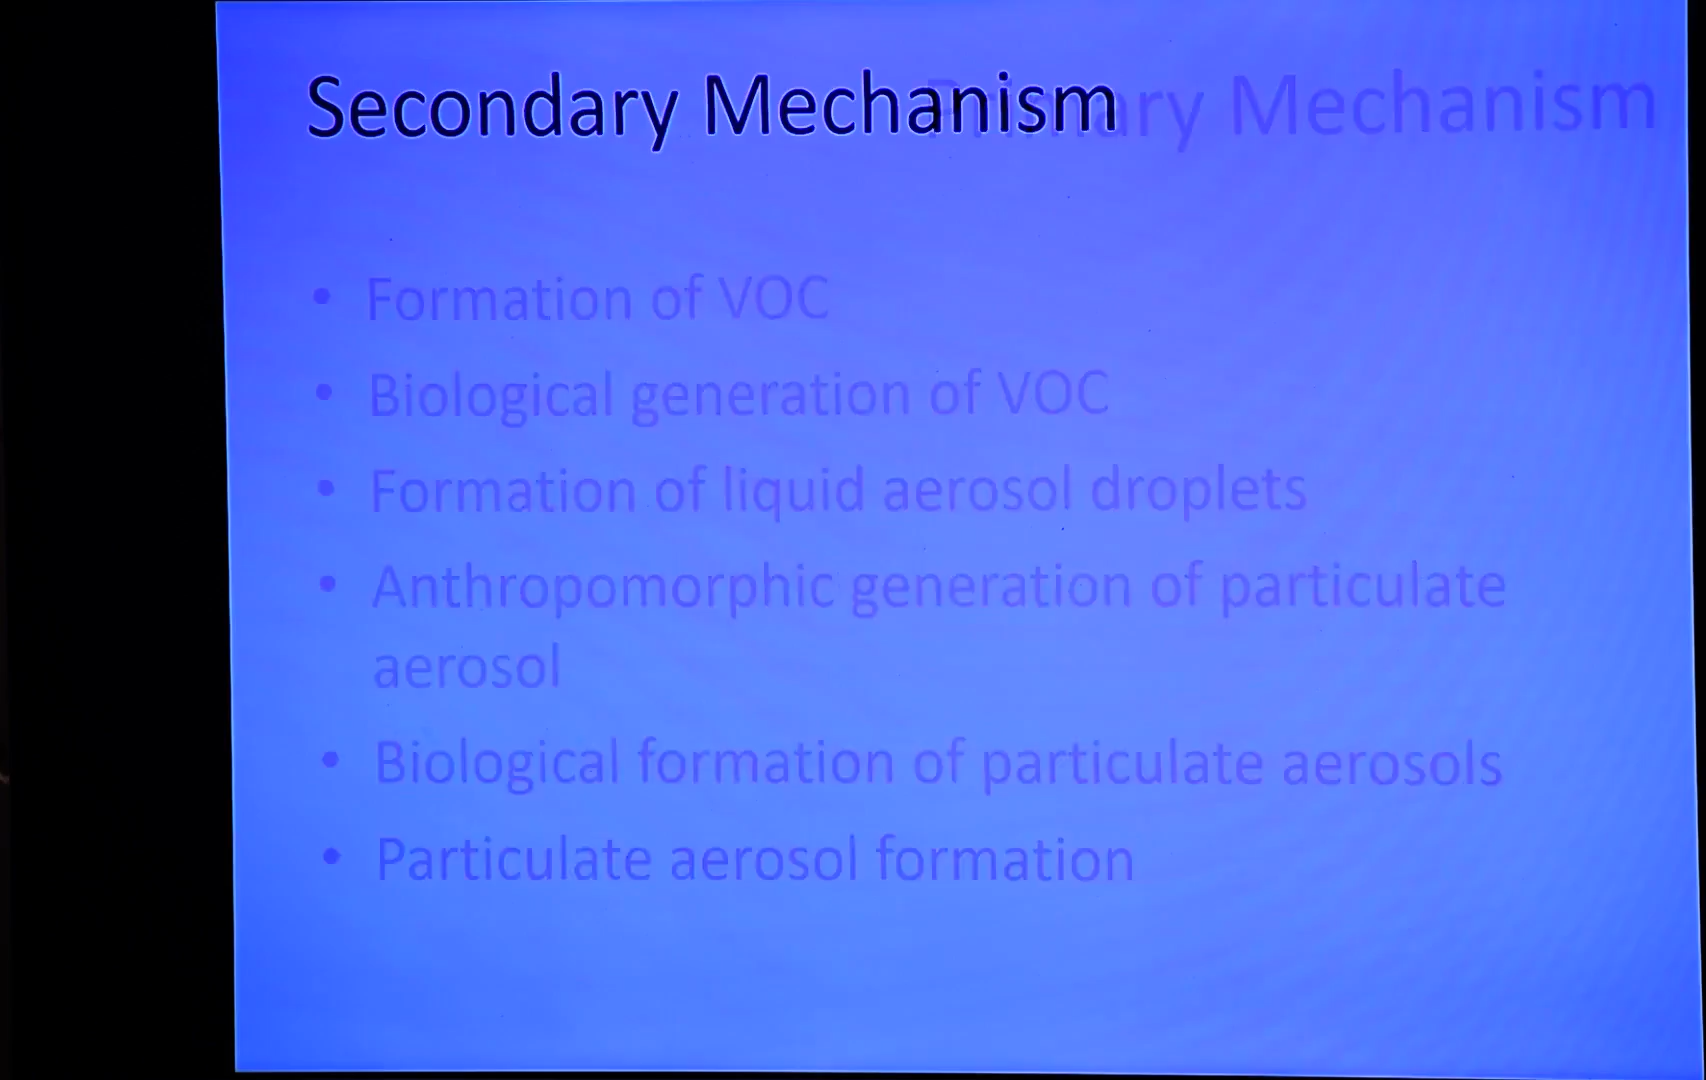 Secondary Mechanism
Primary Mechanism
• Formation of VOC
• Biological generation of VOC
• Formation of liquid aerosol droplets
• Anthropomorphic generation of particulate
aerosol
• Biological formation of particulate aerosols
• Particulate aerosol formation